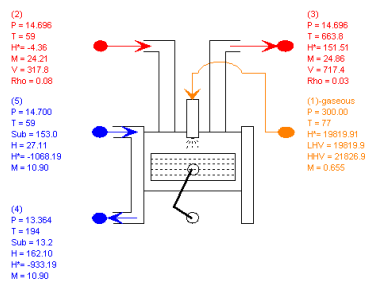 (2)
P = 14.696
T = 59
H*= -4.36
M = 24.21
V = 317.8
Rho = 0.08
(3)
P = 14.696
T = 663.8
H*= 151.51
M = 24.86
V = 717.4
Rho = 0.03
(5)
P = 14.700
T = 59
Sub = 153.0
H = 27.11
H*= -1068.19
M = 10.90
(1)-gaseous
P = 300.00
T = 77
H*= 19819.91
LHV = 19819.9
HHV = 21826.9
M = 0.655
(4)
P = 13.364
T = 194
Sub = 13.2
H = 162.10
H*= -933.19
M = 10.90